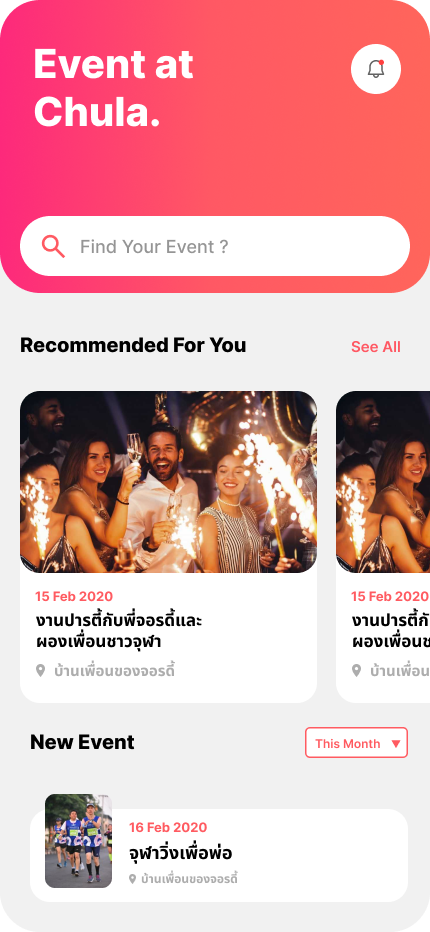 Event at
Chula.
Find Your Event ?
Recommended For You
See All
15 Feb 2020
งานปาร์ตี้กับพี่จอร์ดี้และ
ผองเพื่อนชาวจุฬา
บ้านเพื่อนของจอร์ดี้
15 Feb 2020
งานปาร์ตี้กั
ผองเพื่อนช
บ้านเพื่อน
New Event
This Month
16 Feb 2020
จุฬาวิ่งเพื่อพ่อ
บ้านเพื่อนของจอร์ดี้